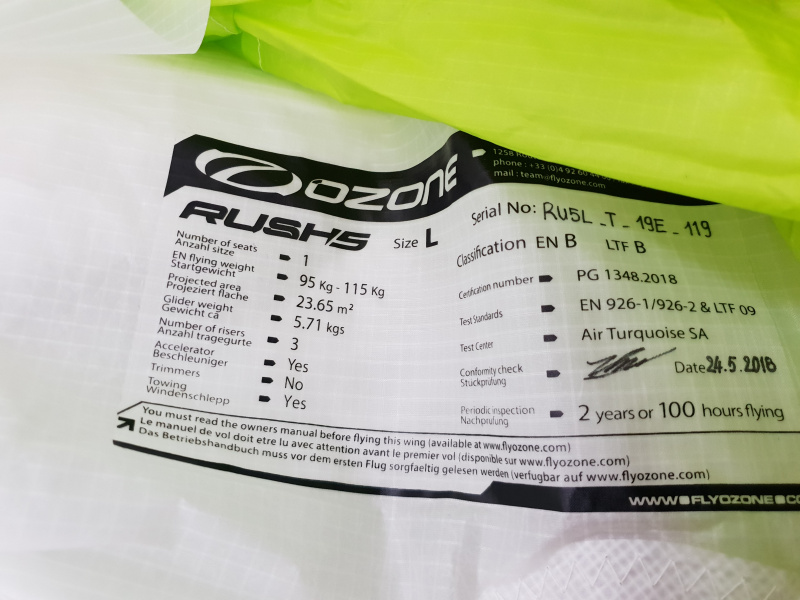 OZONE
phone : +33 (0)4 92 60
mail : team@flyozone.com
RUSH5
Size L
Serial No: RU5L_T_19E_119
Classification EN B LTF B
Number of seats
Anzahl sitze
1
EN flying weight
Startgewicht
95 Kg - 115 Kg
Projected area
Projeziert flache
23.65 m²
Glider weight
Gewicht ca
5.71 kgs
Number of risers
Anzahl tragegurte
3
Accelerator
Beschleuniger
Yes
Trimmers
No
Towing
Windenschlepp
Yes
Certification number
PG 1348.2018
Test Standards
EN 926-1/926-2 & LTF 09
Test Center
Air Turquoise SA
Conformity check
Stückprüfung
Date 24.5.2018
Periodic inspection
Nachprüfung
2 years or 100 hours flying
You must read the owners manual before flying this wing (available at www.flyozone.com)
Le manuel de vol doit etre lu avec attention avant le premier vol (disponible sur www.flyozone.com)
Das Betriebshandbuch muss vor dem ersten Flug sorgfaeltig gelesen werden (verfugbar auf www.flyozone.com)
WWW FLYOZONE CO